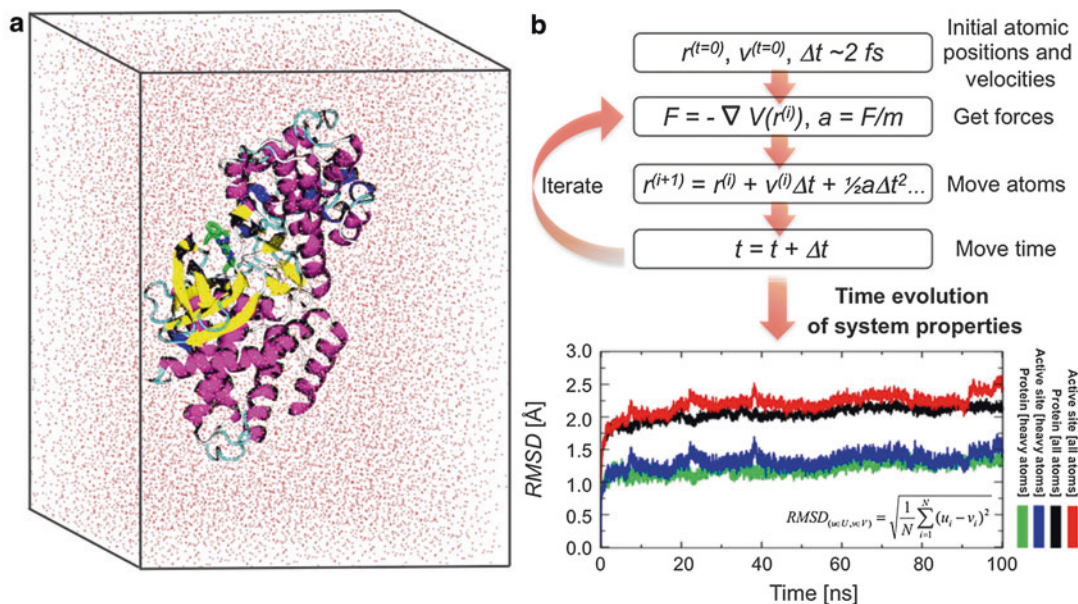 a
b
r(t=0), v(t=0), Δt ~2 fs
Initial atomic
positions and
velocities
F = - ∇ V(r(i)), a = F/m
Get forces
Iterate
r(i+1) = r(i) + v(i)Δt + ½aΔt2...
Move atoms
t = t + Δt
Move time
Time evolution
of system properties
RMSD [Å]
3.0
2.5
2.0
1.5
1.0
0.5
0.0
RMSD(u∈U,v∈V) = √(1/N ∑ i=1 N (ui – vi)2)
0
20
40
60
80
100
Time [ns]
Active site [all atoms]
Protein [all atoms]
Active site [heavy atoms]
Protein [heavy atoms]